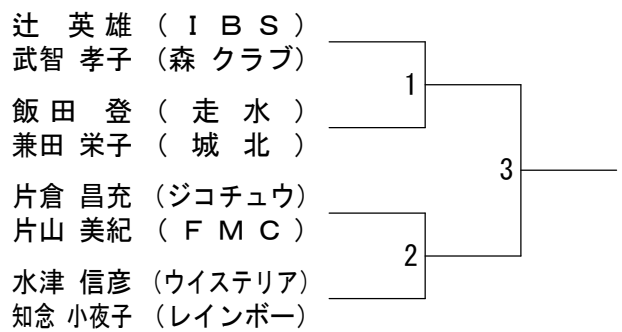 辻 英雄 (ＩＢＳ)
武智 孝子 (森 クラブ)
1
飯田 登 (走水)
兼田 栄子 (城北)
3
片倉 昌充 (ジコチュウ)
片山 美紀 (ＦＭＣ)
2
水津 信彦 (ウイステリア)
知念 小夜子 (レインボー)